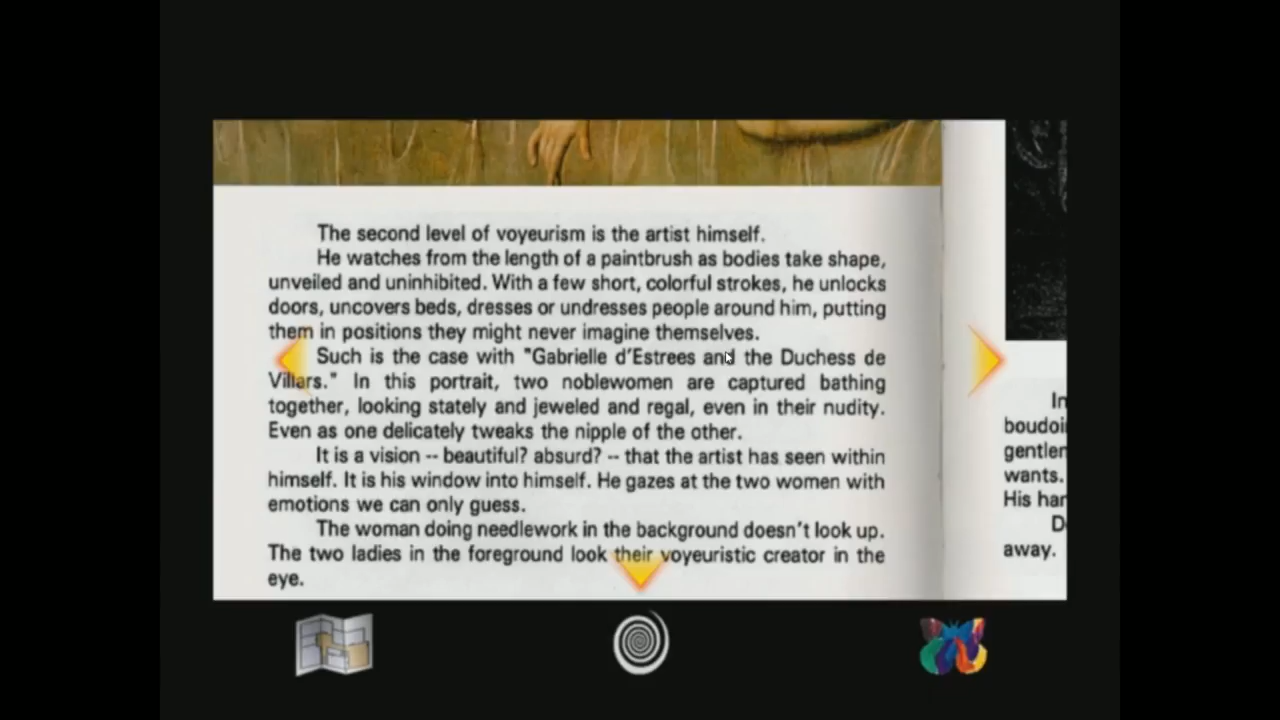 The second level of voyeurism is the artist himself.
He watches from the length of a paintbrush as bodies take shape,
unveiled and uninhibited. With a few short, colorful strokes, he unlocks
doors, uncovers beds, dresses or undresses people around him, putting
them in positions they might never imagine themselves.
Such is the case with "Gabrielle d'Estrees and the Duchess de
Villars." In this portrait, two noblewomen are captured bathing
together, looking stately and jeweled and regal, even in their nudity.
Even as one delicately tweaks the nipple of the other.
It is a vision -- beautiful? absurd? -- that the artist has seen within
himself. It is his window into himself. He gazes at the two women with
emotions we can only guess.
The woman doing needlework in the background doesn't look up.
The two ladies in the foreground look their voyeuristic creator in the
eye.
In
wants.
His
away.